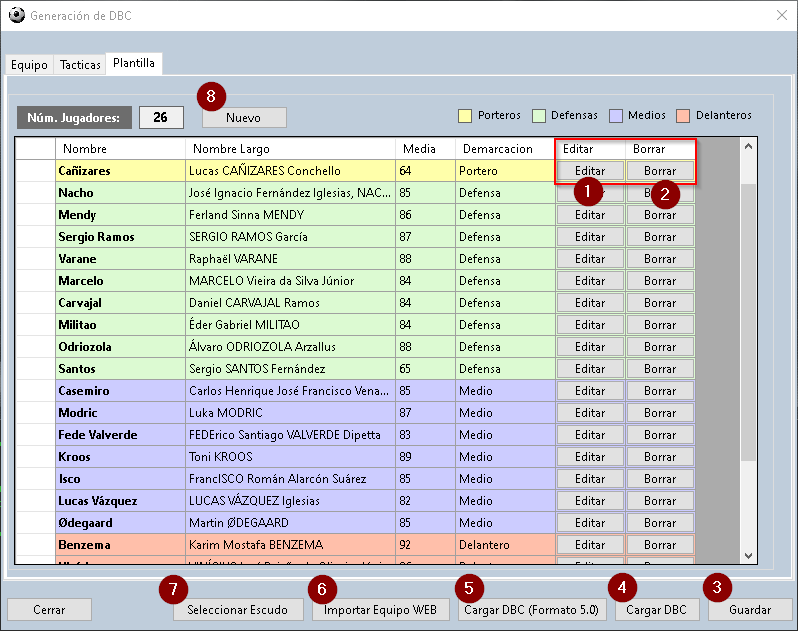 Generación de DBC
Equipo Tacticas Plantilla
8
Núm. Jugadores: 26 Nuevo Porteros Defensas Medios Delanteros
Nombre Nombre Largo Media Demarcacion Editar Borrar
Cañizares Lucas CAÑIZARES Conchello 64 Portero Editar Borrar
1 2
Nacho José Ignacio Fernández Iglesias, NAC... 85 Defensa
Mendy Ferland Sinna MENDY 86 Defensa Editar Borrar
Sergio Ramos SERGIO RAMOS García 87 Defensa Editar Borrar
Varane Raphaël VARANE 88 Defensa Editar Borrar
Marcelo MARCELO Vieira da Silva Júnior 84 Defensa Editar Borrar
Carvajal Daniel CARVAJAL Ramos 84 Defensa Editar Borrar
Militao Éder Gabriel MILITAO 84 Defensa Editar Borrar
Odriozola Álvaro ODRIOZOLA Arzallus 88 Defensa Editar Borrar
Santos Sergio SANTOS Fernández 65 Defensa Editar Borrar
Casemiro Carlos Henrique José Francisco Vena... 85 Medio Editar Borrar
Modric Luka MODRIC 87 Medio Editar Borrar
Fede Valverde FEDErico Santiago VALVERDE Dipetta 83 Medio Editar Borrar
Kroos Toni KROOS 89 Medio Editar Borrar
Isco FrancISCO Román Alarcón Suárez 85 Medio Editar Borrar
Lucas Vázquez LUCAS VÁZQUEZ Iglesias 82 Medio Editar Borrar
Ødegaard Martin ØDEGAARD 85 Medio Editar Borrar
Benzema Karim Mostafa BENZEMA 92 Delantero Editar Borrar
7 6 5 4 3
Cerrar Seleccionar Escudo Importar Equipo WEB Cargar DBC (Formato 5.0) Cargar DBC Guardar